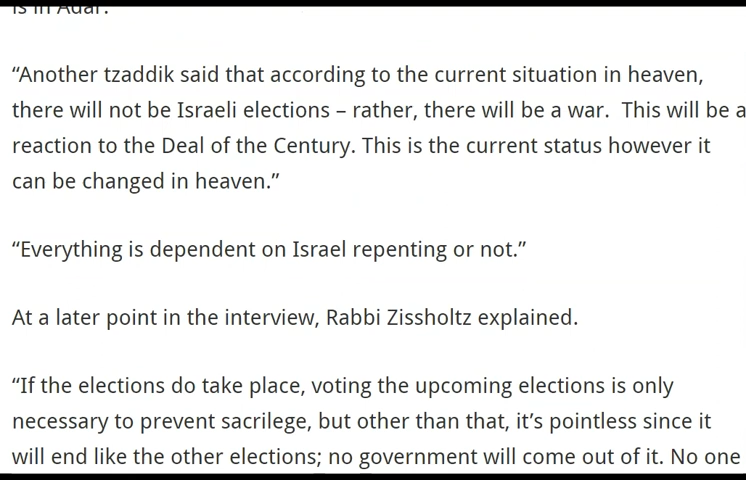 is in Adar.
“Another tzaddik said that according to the current situation in heaven,
there will not be Israeli elections – rather, there will be a war.  This will be a
reaction to the Deal of the Century. This is the current status however it
can be changed in heaven.”
“Everything is dependent on Israel repenting or not.”
At a later point in the interview, Rabbi Zissholtz explained.
“If the elections do take place, voting the upcoming elections is only
necessary to prevent sacrilege, but other than that, it’s pointless since it
will end like the other elections; no government will come out of it. No one